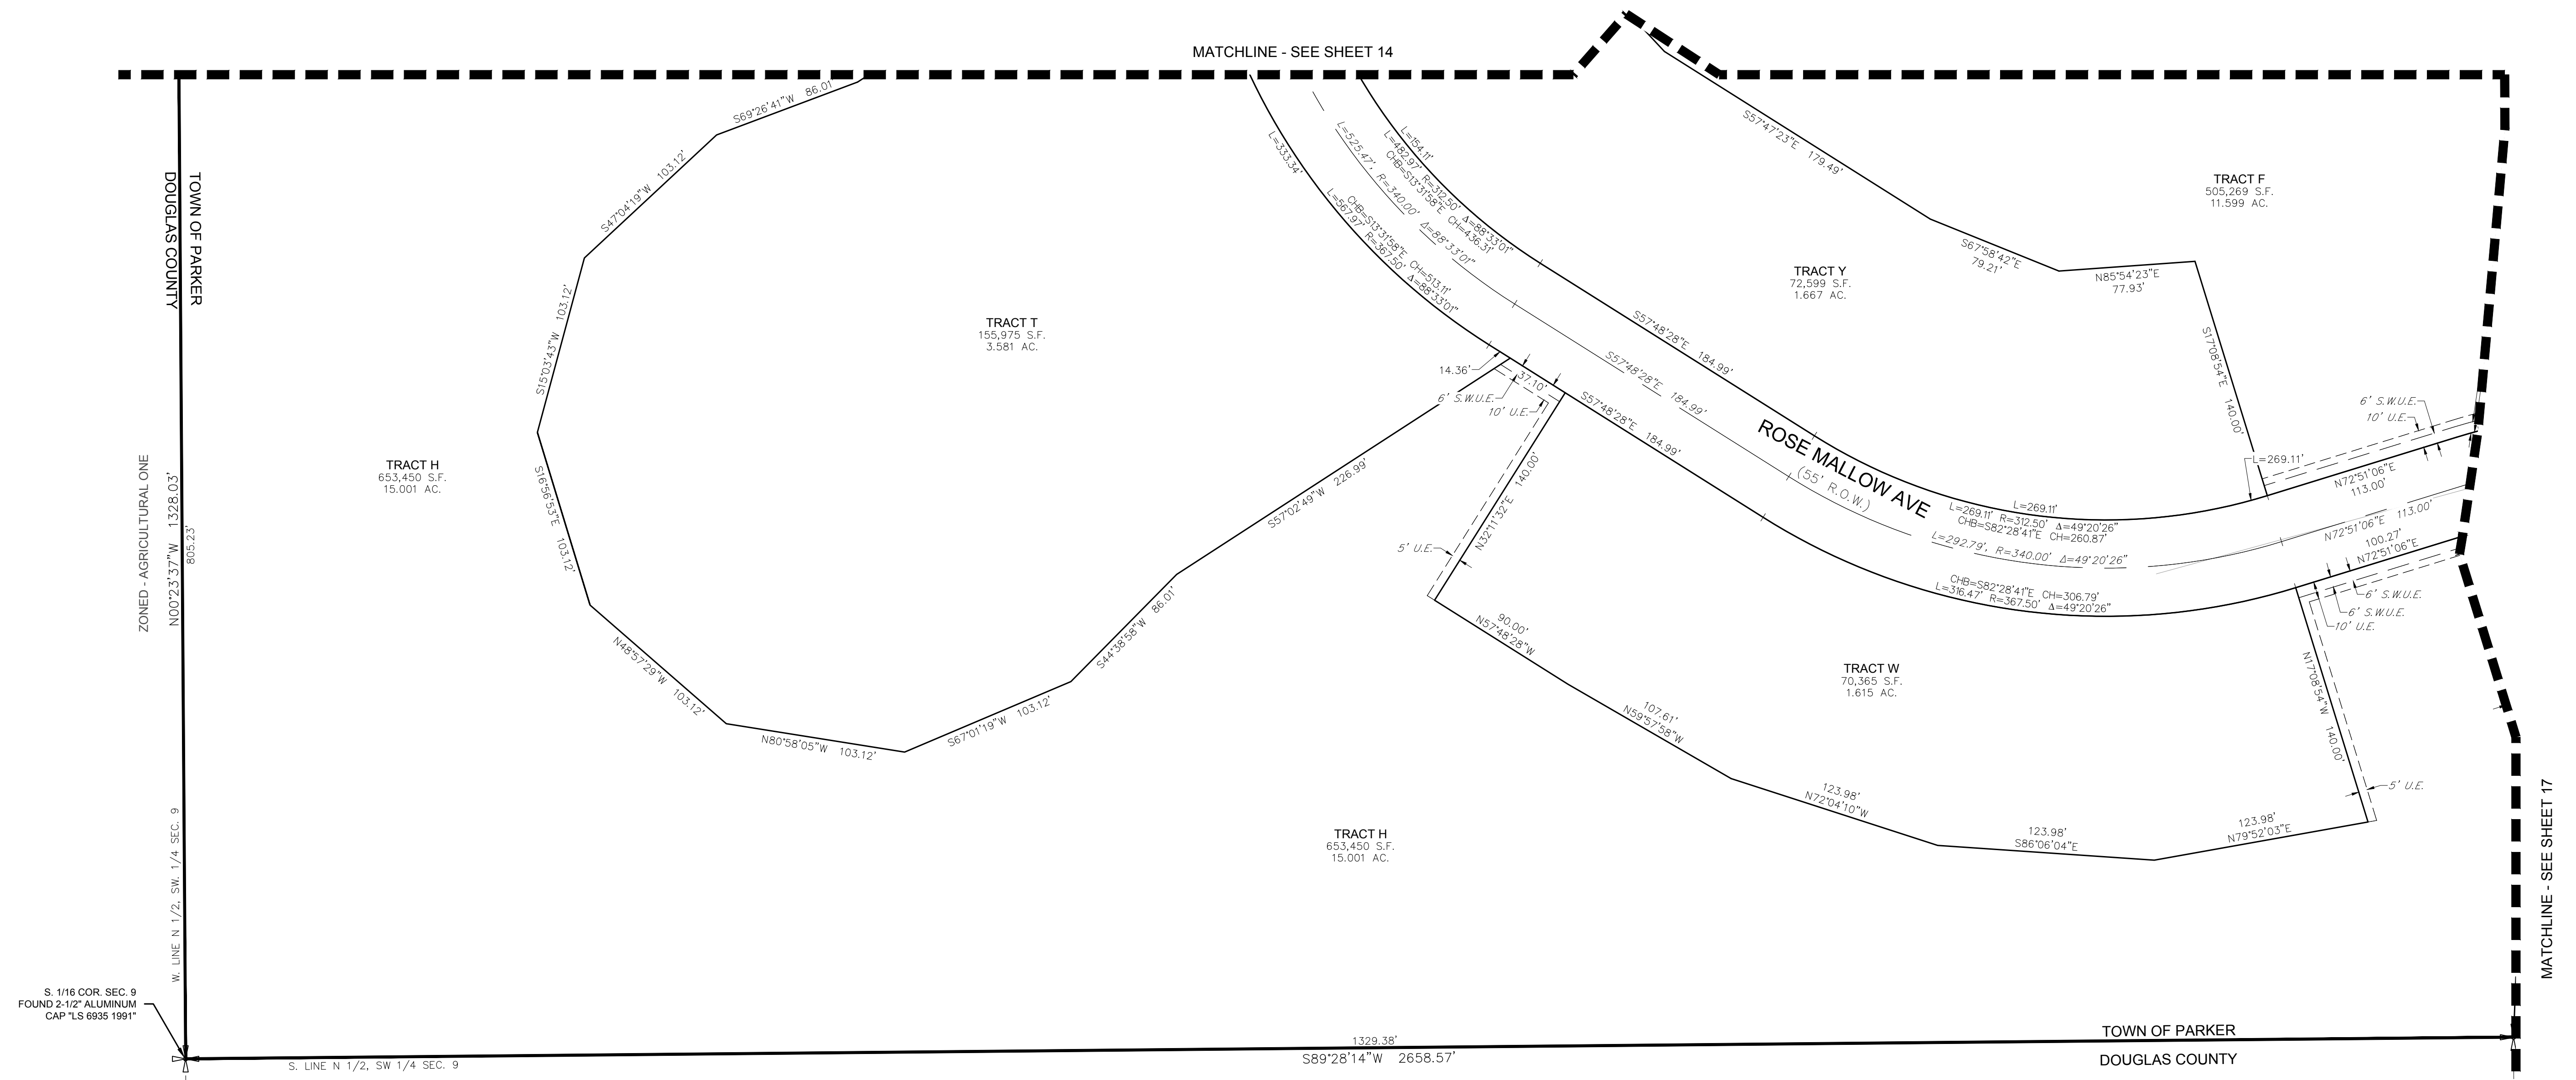 MATCHLINE - SEE SHEET 14
TOWN OF PARKER
DOUGLAS COUNTY
ZONED - AGRICULTURAL ONE
N00°23'37"W 1328.03'
805.23'
W. LINE N 1/2, SW. 1/4 SEC. 9
S. 1/16 COR. SEC. 9
FOUND 2-1/2" ALUMINUM
CAP "LS 6935 1991"
S. LINE N 1/2, SW 1/4 SEC. 9
1329.38'
S89°28'14"W 2658.57'
TOWN OF PARKER
DOUGLAS COUNTY
MATCHLINE - SEE SHEET 17
TRACT H
653,450 S.F.
15.001 AC.
S69°26'41"W 86.01'
S47°04'19"W 103.12'
S15°03'43"W 103.12'
S16°56'53"E 103.12'
N48°57'29"W 103.12'
N80°58'05"W 103.12'
S67°01'19"W 103.12'
S44°38'58"W 86.01'
S57°02'49"W 226.99'
TRACT T
155,975 S.F.
3.581 AC.
L=333.34'
CHB=S13°31'58"E CH=513.11'
L=567.97' R=367.50' Δ=88°33'01"
L=525.47', R=340.00' Δ=88°33'01"
L=154.11'
L=482.97' R=312.50' Δ=88°33'01"
CHB=S13°31'58"E CH=436.31'
14.36'
37.10'
6' S.W.U.E.
10' U.E.
S57°48'28"E 184.99'
S57°48'28"E 184.99'
S57°48'28"E 184.99'
ROSE MALLOW AVE
(55' R.O.W.)
TRACT Y
72,599 S.F.
1.667 AC.
S57°47'23"E 179.49'
S67°58'42"E
79.21'
N85°54'23"E
77.93'
S17°08'54"E 140.00'
TRACT F
505,269 S.F.
11.599 AC.
6' S.W.U.E.
10' U.E.
L=269.11'
N72°51'06"E
113.00'
L=269.11'
L=269.11' R=312.50' Δ=49°20'26"
CHB=S82°28'41"E CH=260.87'
L=292.79', R=340.00' Δ=49°20'26"
N72°51'06"E 113.00'
100.27'
N72°51'06"E
CHB=S82°28'41"E CH=306.79'
L=316.47' R=367.50' Δ=49°20'26"
6' S.W.U.E.
6' S.W.U.E.
10' U.E.
N32°11'32"E 140.00'
5' U.E.
90.00'
N57°48'28"W
107.61'
N59°57'58"W
123.98'
N72°04'10"W
123.98'
S86°06'04"E
123.98'
N79°52'03"E
N17°08'54"W 140.00'
5' U.E.
TRACT W
70,365 S.F.
1.615 AC.
TRACT H
653,450 S.F.
15.001 AC.